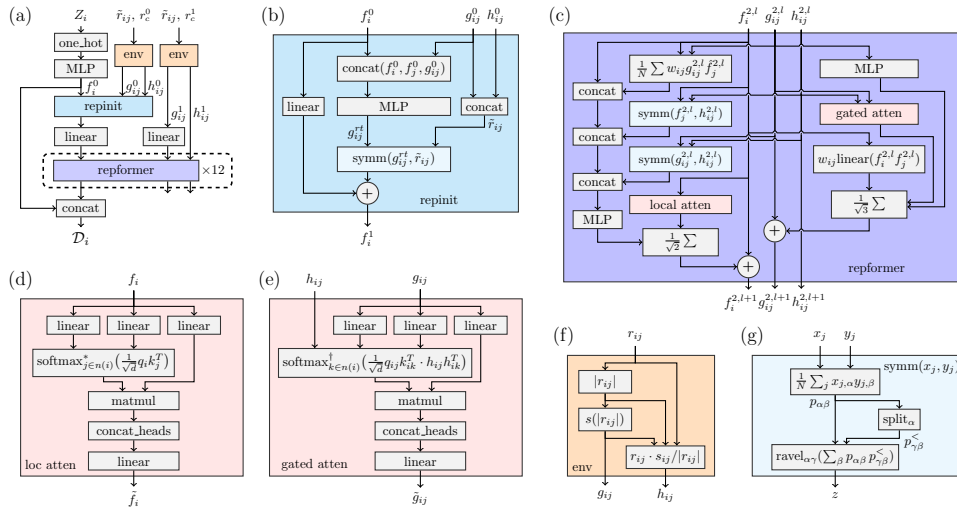 (a)
Z_i
r̃_ij, r_c^0
r̃_ij, r_c^1
one_hot
env
env
MLP
f_i^0
g_ij^0
h_ij^0
repinit
g_ij^1
h_ij^1
linear
linear
repformer
×12
concat
𝒟_i
(b)
f_i^0
g_ij^0
h_ij^0
concat(f_i^0, f_j^0, g_ij^0)
linear
MLP
concat
g_ij^rt
r̃_ij
symm(g_ij^rt, r̃_ij)
+
repinit
f_i^1
(c)
f_i^{2,l}
g_ij^{2,l}
h_ij^{2,l}
1/N ∑ w_ij g_ij^{2,l} f̂_j^{2,l}
MLP
concat
symm(f_j^{2,l}, h_ij^{2,l})
gated atten
concat
symm(g_ij^{2,l}, h_ij^{2,l})
w_ij linear(f_i^{2,l} f_j^{2,l})
concat
local atten
1/√3 ∑
MLP
1/√2 ∑
+
+
repformer
f_i^{2,l+1}
g_ij^{2,l+1}
h_ij^{2,l+1}
(d)
f_i
linear
linear
linear
softmax*_{j∈n(i)}(1/√d q_i k_j^T)
matmul
concat_heads
loc atten
linear
f̃_i
(e)
h_ij
g_ij
linear
linear
linear
softmax†_{k∈n(i)}(1/√d q_ij k_ik^T · h_ij h_ik^T)
matmul
concat_heads
gated atten
linear
g̃_ij
(f)
r_ij
|r_ij|
s(|r_ij|)
r_ij · s_ij/|r_ij|
env
g_ij
h_ij
(g)
x_j
y_j
symm(x_j, y_j)
1/N ∑_j x_{j,α} y_{j,β}
p_αβ
split_α
p_γβ^<
ravel_αγ(∑_β p_αβ p_γβ^<)
z